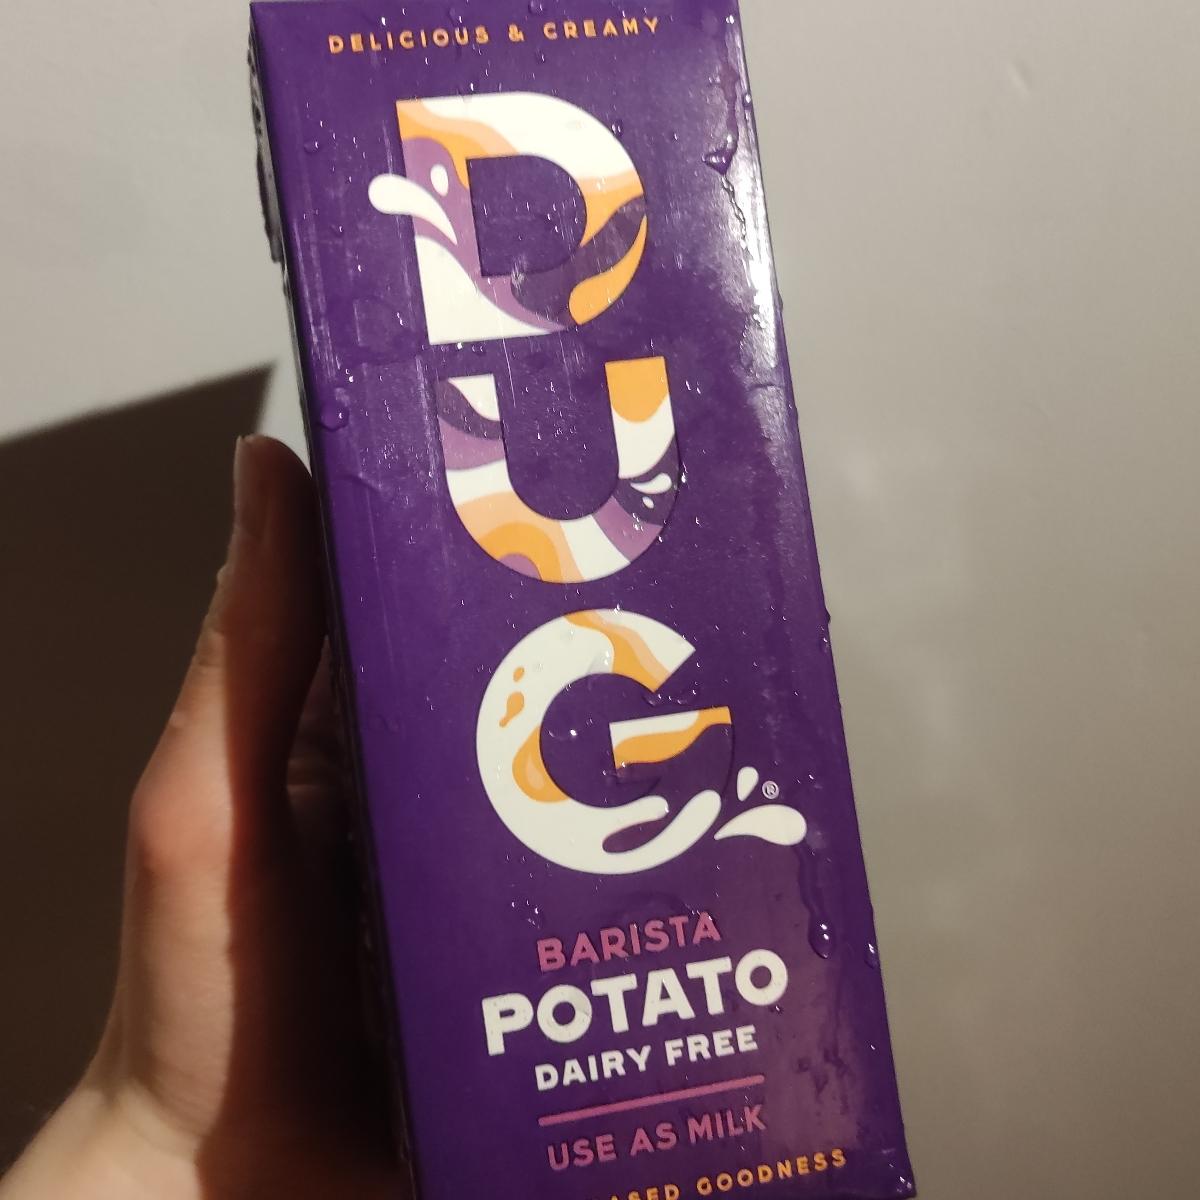 DELICIOUS & CREAMY
DUG®
BARISTA
POTATO
DAIRY FREE
USE AS MILK
GOODNESS